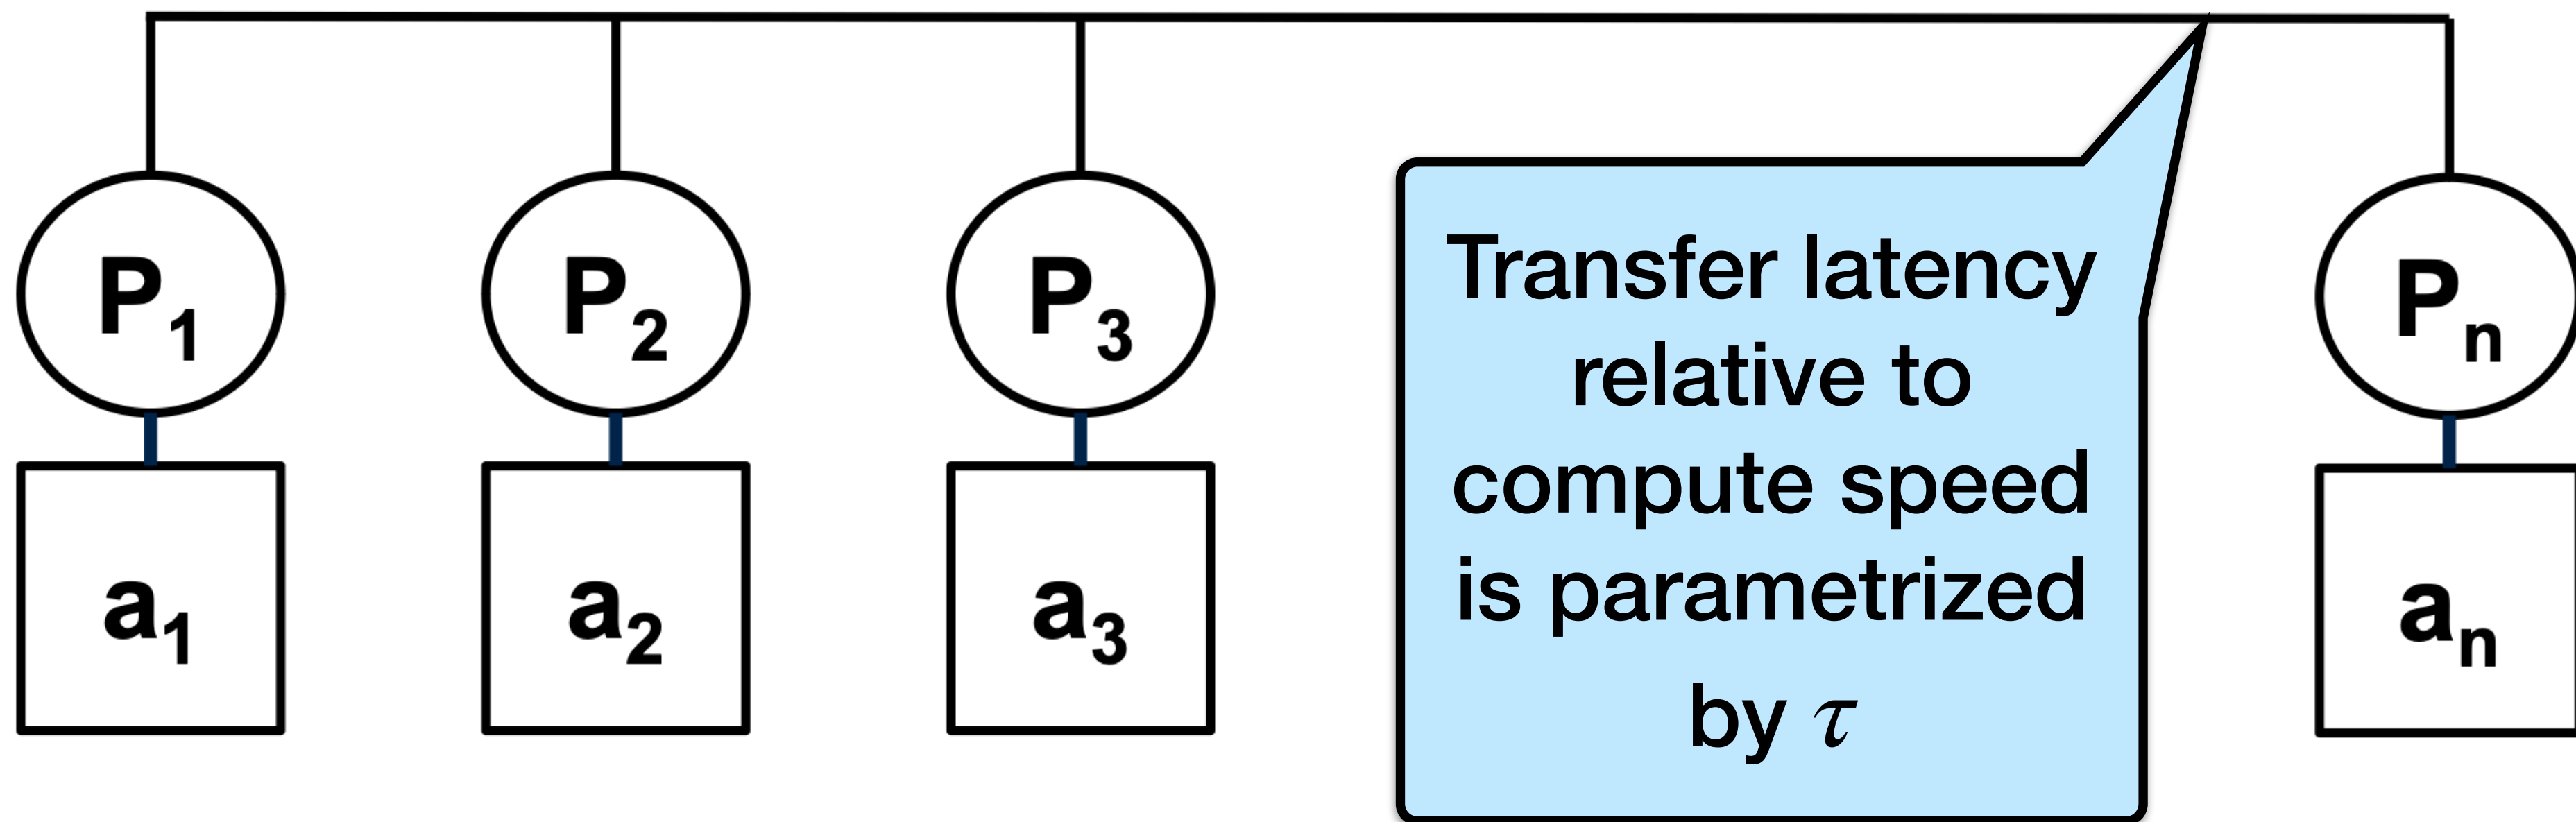 P₁ P₂ P₃ Pₙ
Transfer latency
relative to
compute speed
is parametrized
by τ
a₁ a₂ a₃ aₙ